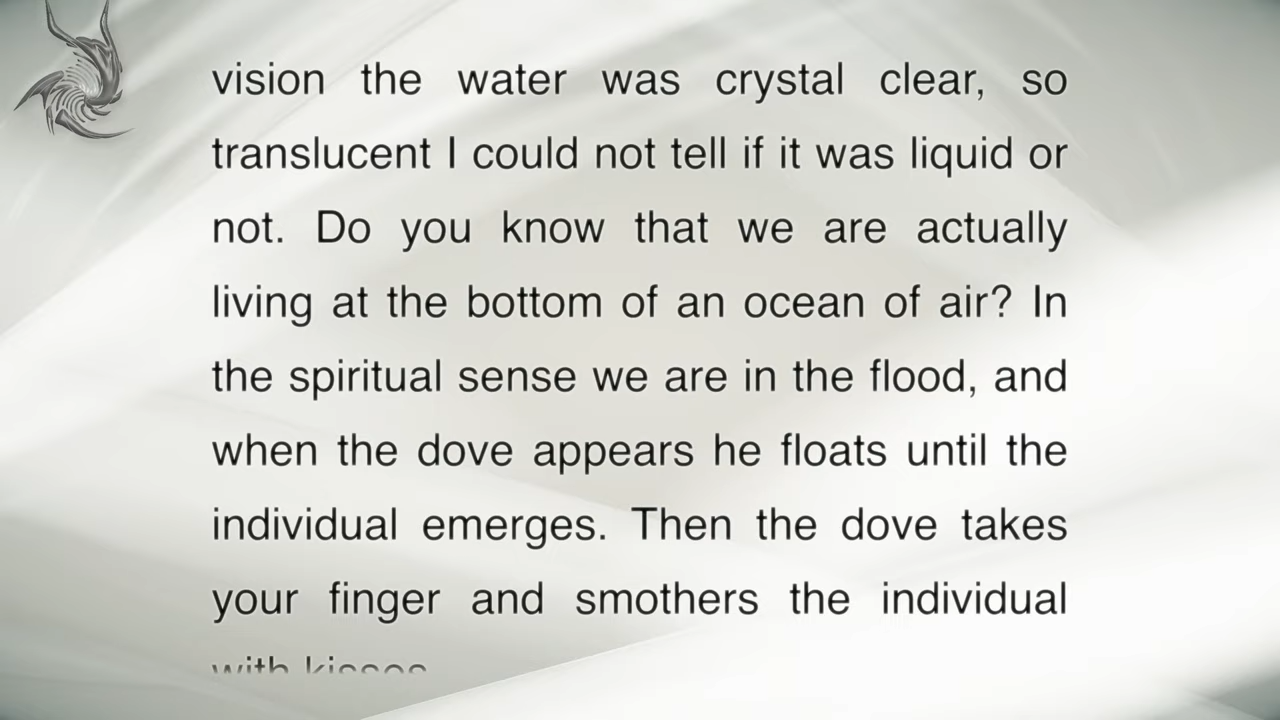 vision the water was crystal clear, so
translucent I could not tell if it was liquid or
not. Do you know that we are actually
living at the bottom of an ocean of air? In
the spiritual sense we are in the flood, and
when the dove appears he floats until the
individual emerges. Then the dove takes
your finger and smothers the individual
with kisses